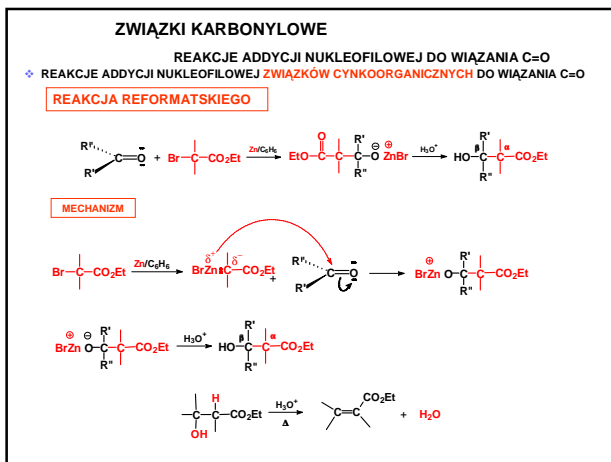 ZWIĄZKI KARBONYLOWE
REAKCJE ADDYCJI NUKLEOFILOWEJ DO WIĄZANIA C=O
❖ REAKCJE ADDYCJI NUKLEOFILOWEJ ZWIĄZKÓW CYNKOORGANICZNYCH DO WIĄZANIA C=O
REAKCJA REFORMATSKIEGO
R' R' C=O + Br C CO₂Et Zn/C₆H₆ O EtO C C C O ⊖ ⊕ ZnBr R' R" H₃O⁺ HO β C α C CO₂Et R' R"
MECHANIZM
Br C CO₂Et Zn/C₆H₆ δ⁺ BrZn δ⁻ C CO₂Et + R' R' C=O ⊕ BrZn O C C CO₂Et R' R"
⊕ BrZn ⊖ O C C CO₂Et R' R" H₃O⁺ HO β C α C CO₂Et R' R"
H C C CO₂Et OH H₃O⁺ Δ C=C CO₂Et + H₂O